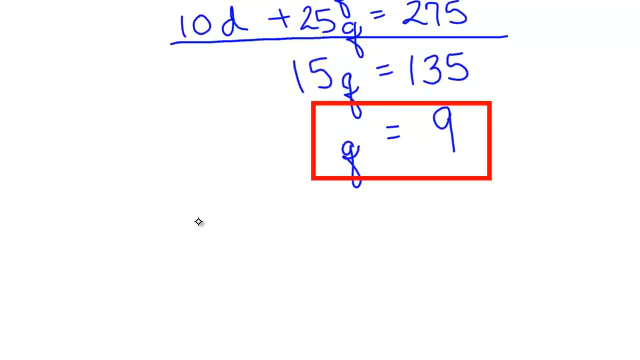 10d + 25q = 275
15q = 135
q = 9